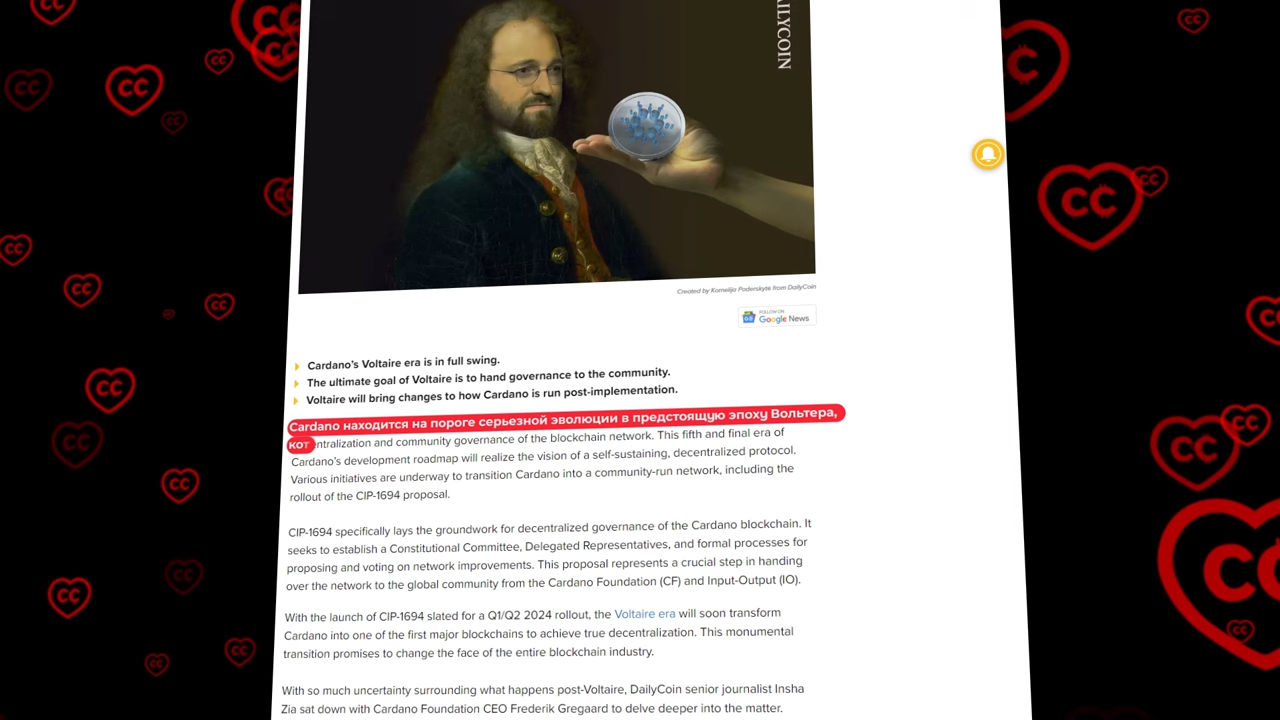 DAILYCOIN
Created by Kornelija Poderskytė from DailyCoin
FOLLOW ON
Google News
Cardano's Voltaire era is in full swing.
The ultimate goal of Voltaire is to hand governance to the community.
Voltaire will bring changes to how Cardano is run post-implementation.
Cardano находится на пороге серьезной эволюции в предстоящую эпоху Вольтера,
кот entralization and community governance of the blockchain network. This fifth and final era of
Cardano's development roadmap will realize the vision of a self-sustaining, decentralized protocol.
Various initiatives are underway to transition Cardano into a community-run network, including the
rollout of the CIP-1694 proposal.
CIP-1694 specifically lays the groundwork for decentralized governance of the Cardano blockchain. It
seeks to establish a Constitutional Committee, Delegated Representatives, and formal processes for
proposing and voting on network improvements. This proposal represents a crucial step in handing
over the network to the global community from the Cardano Foundation (CF) and Input-Output (IO).
With the launch of CIP-1694 slated for a Q1/Q2 2024 rollout, the Voltaire era will soon transform
Cardano into one of the first major blockchains to achieve true decentralization. This monumental
transition promises to change the face of the entire blockchain industry.
With so much uncertainty surrounding what happens post-Voltaire, DailyCoin senior journalist Insha
Zia sat down with Cardano Foundation CEO Frederik Gregaard to delve deeper into the matter.